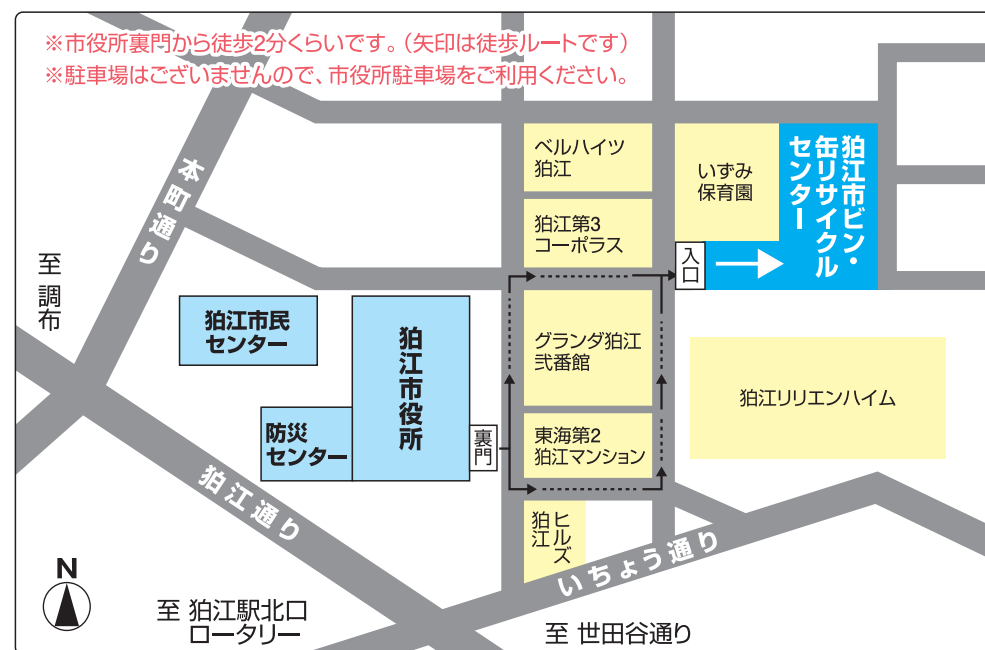 ※市役所裏門から徒歩2分くらいです。(矢印は徒歩ルートです)
※駐車場はございませんので、市役所駐車場をご利用ください。
本町通り
至 調布
ベルハイツ
狛江
いずみ
保育園
狛江市ビン・
缶リサイクル
センター
狛江第3
コーポラス
入口
狛江市民
センター
狛江市役所
グランダ狛江
弐番館
狛江リリエンハイム
防災
センター
裏門
東海第2
狛江マンション
狛江通り
ヒルズ
狛江
いちょう通り
N
至 狛江駅北口
ロータリー
至 世田谷通り